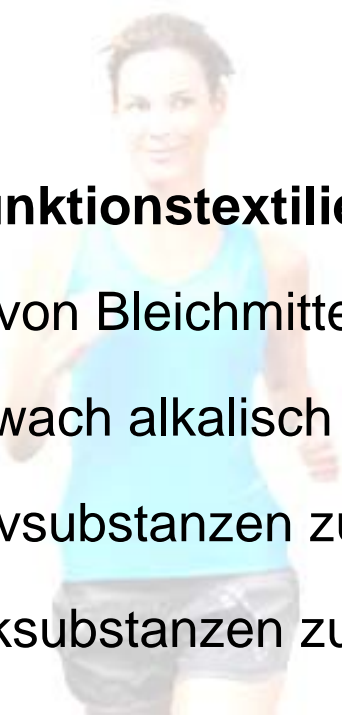 unktionstextilie
von Bleichmitte
wach alkalisch
vsubstanzen zu
ksubstanzen zu